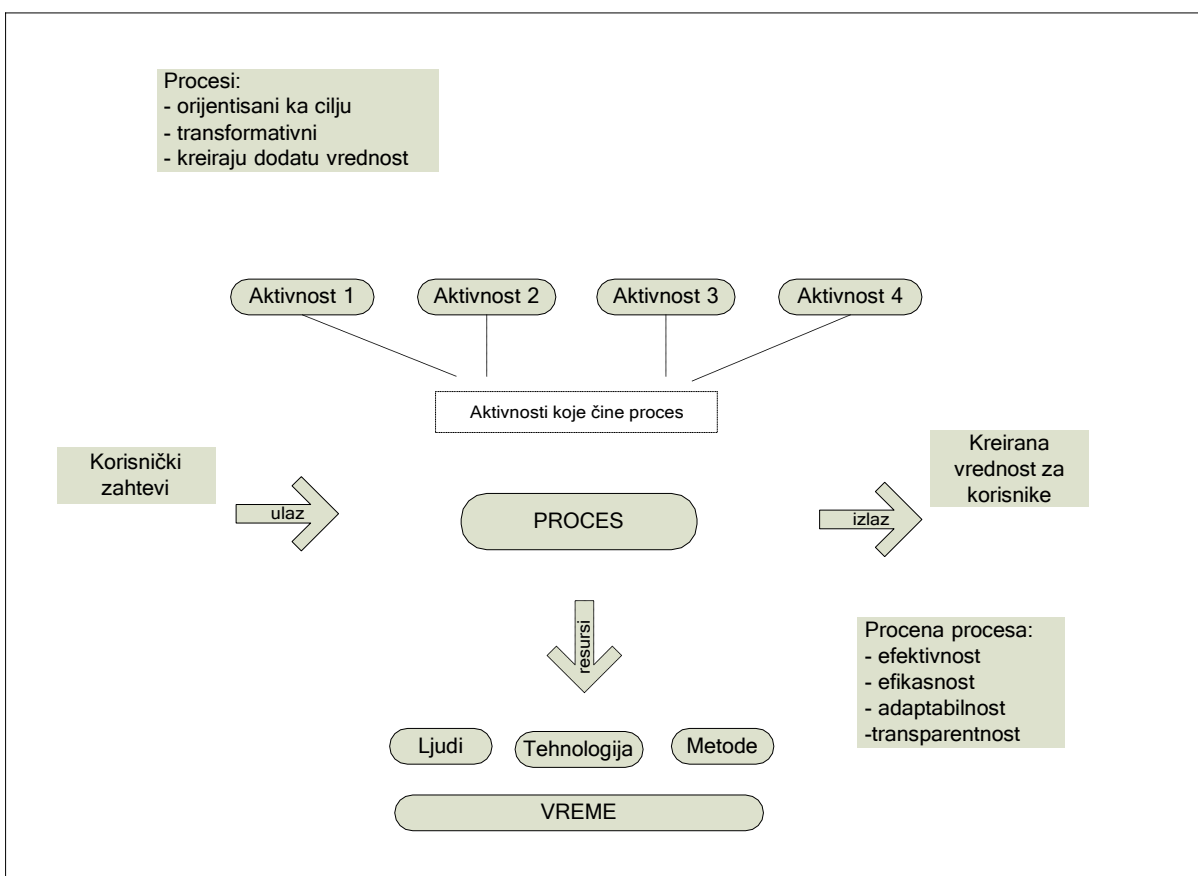 Procesi:
- orijentisani ka cilju
- transformativni
- kreiraju dodatu vrednost
Aktivnost 1
Aktivnost 2
Aktivnost 3
Aktivnost 4
Aktivnosti koje čine proces
Korisnički
zahtevi
ulaz
PROCES
izlaz
Kreirana
vrednost za
korisnike
resursi
Procena procesa:
- efektivnost
- efikasnost
- adaptabilnost
-transparentnost
Ljudi
Tehnologija
Metode
VREME